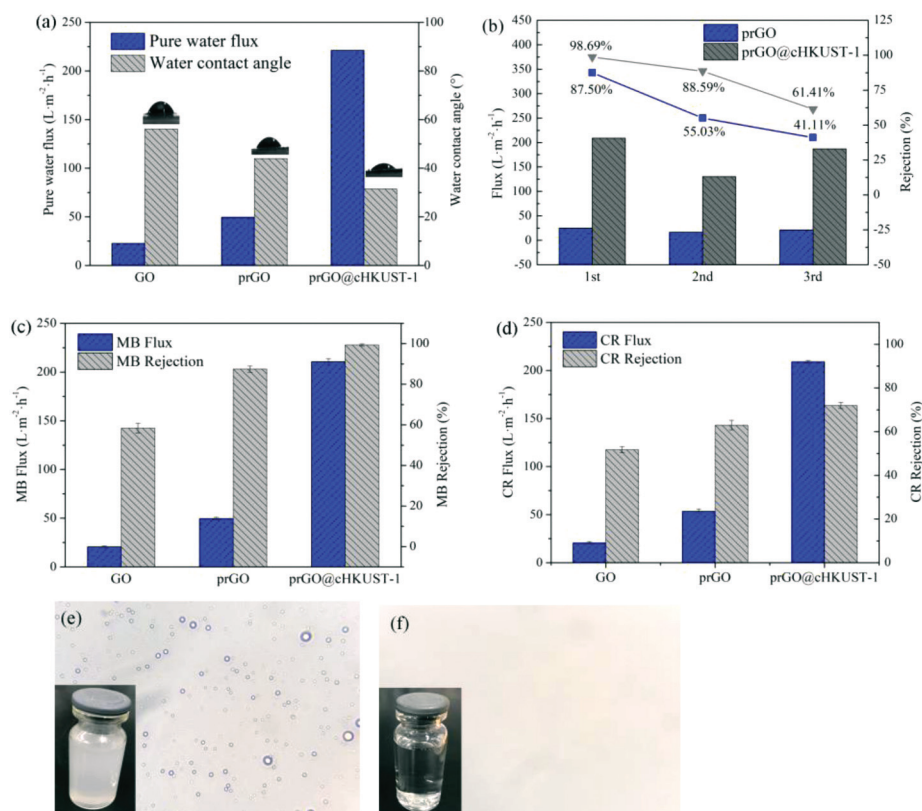 (a)
Pure water flux
Water contact angle
Pure water flux (L·m⁻²·h⁻¹)
250
200
150
100
50
0
Water contact angle (°)
100
80
60
40
20
0
GO prGO prGO@cHKUST-1
(b)
prGO
prGO@cHKUST-1
Flux (L·m⁻²·h⁻¹)
450
400
350
300
250
200
150
100
50
0
-50
Rejection (%)
125
100
75
50
25
0
-25
-50
98.69%
88.59%
61.41%
87.50%
55.03%
41.11%
1st 2nd 3rd
(c)
MB Flux
MB Rejection
MB Flux (L·m⁻²·h⁻¹)
250
200
150
100
50
0
MB Rejection (%)
100
80
60
40
20
0
GO prGO prGO@cHKUST-1
(d)
CR Flux
CR Rejection
CR Flux (L·m⁻²·h⁻¹)
250
200
150
100
50
0
CR Rejection (%)
100
80
60
40
20
0
GO prGO prGO@cHKUST-1
(e)
(f)